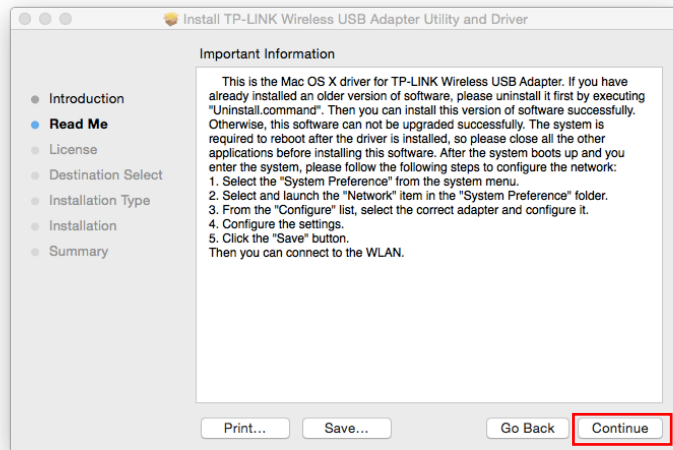 Install TP-LINK Wireless USB Adapter Utility and Driver
Important Information
Introduction
Read Me
License
Destination Select
Installation Type
Installation
Summary
This is the Mac OS X driver for TP-LINK Wireless USB Adapter. If you have
already installed an older version of software, please uninstall it first by executing
"Uninstall.command". Then you can install this version of software successfully.
Otherwise, this software can not be upgraded successfully. The system is
required to reboot after the driver is installed, so please close all the other
applications before installing this software. After the system boots up and you
enter the system, please follow the following steps to configure the network:
1. Select the "System Preference" from the system menu.
2. Select and launch the "Network" item in the "System Preference" folder.
3. From the "Configure" list, select the correct adapter and configure it.
4. Configure the settings.
5. Click the "Save" button.
Then you can connect to the WLAN.
Print...
Save...
Go Back
Continue